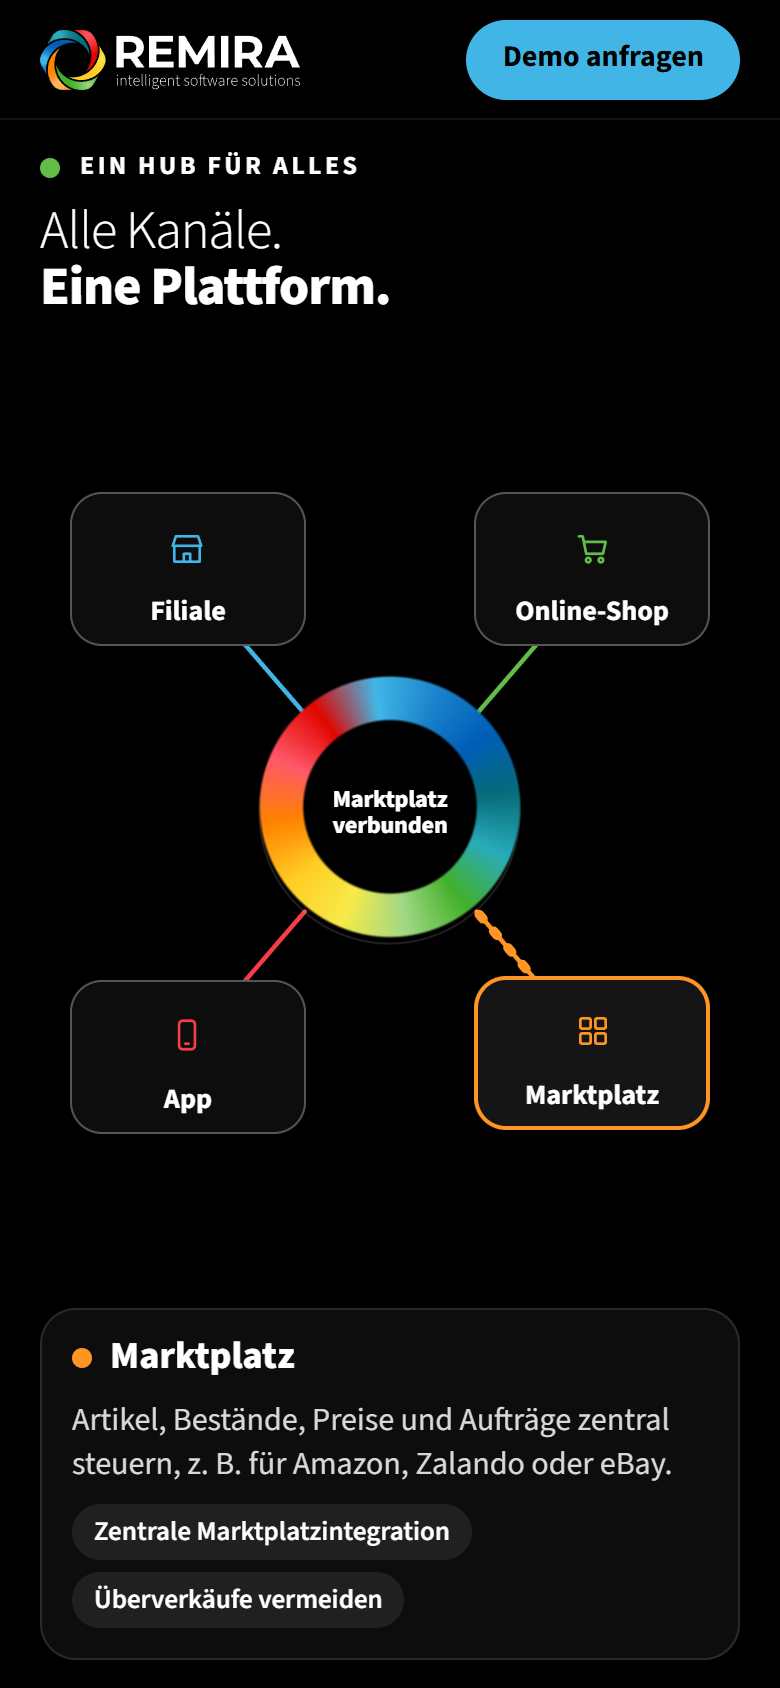 REMIRA
intelligent software solutions
Demo anfragen
EIN HUB FÜR ALLES
Alle Kanäle.
Eine Plattform.
Filiale
Online-Shop
Marktplatz
verbunden
App
Marktplatz
Marktplatz
Artikel, Bestände, Preise und Aufträge zentral
steuern, z. B. für Amazon, Zalando oder eBay.
Zentrale Marktplatzintegration
Überverkäufe vermeiden